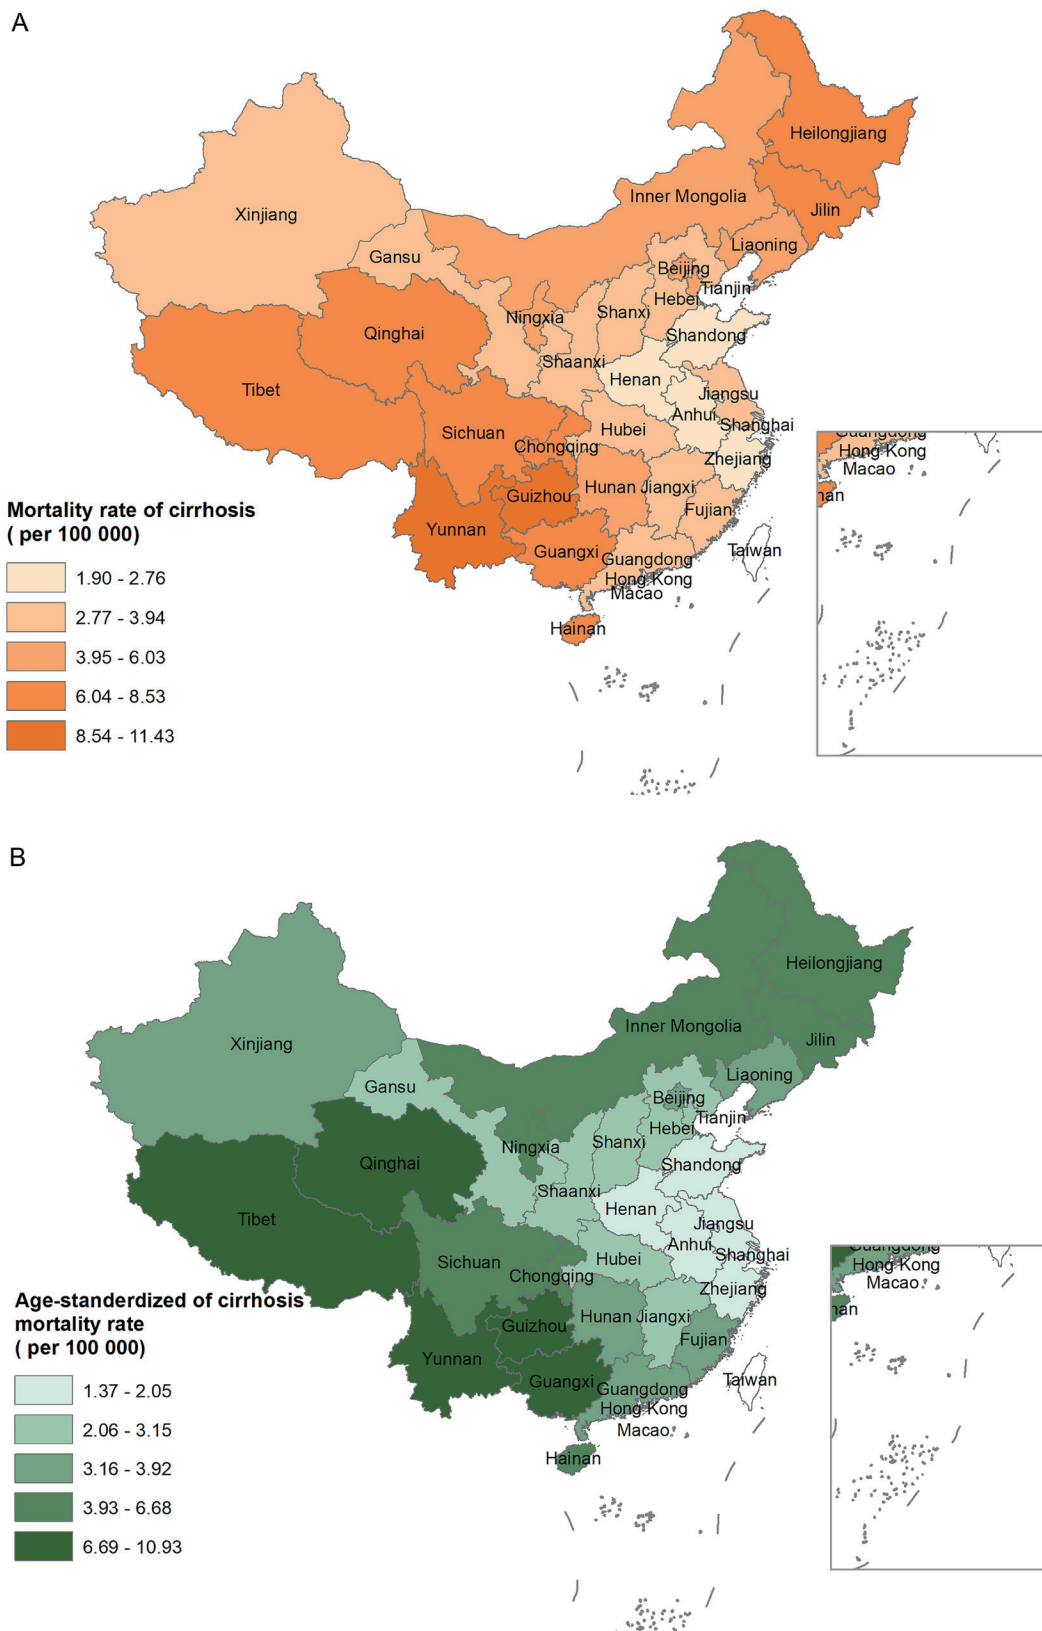 A
Heilongjiang
Inner Mongolia
Jilin
Xinjiang
Liaoning
Gansu
Beijing
Tianjin
Hebei
Shanxi
Ningxia
Qinghai
Shandong
Shaanxi
Henan
Tibet
Jiangsu
Anhui
Shanghai
Hubei
Sichuan
Chongqing
Zhejiang
Hunan
Jiangxi
Guizhou
Fujian
Yunnan
Guangxi
Guangdong
Taiwan
Hong Kong
Macao
Hainan
Guangdong
Hong Kong
Macao
nan
Mortality rate of cirrhosis
( per 100 000)
1.90 - 2.76
2.77 - 3.94
3.95 - 6.03
6.04 - 8.53
8.54 - 11.43
B
Heilongjiang
Inner Mongolia
Jilin
Xinjiang
Liaoning
Gansu
Beijing
Tianjin
Hebei
Shanxi
Ningxia
Qinghai
Shandong
Shaanxi
Henan
Tibet
Jiangsu
Anhui
Shanghai
Hubei
Sichuan
Chongqing
Zhejiang
Hunan
Jiangxi
Guizhou
Fujian
Yunnan
Guangxi
Guangdong
Taiwan
Hong Kong
Macao
Hainan
Guangdong
Hong Kong
Macao
nan
Age-standerdized of cirrhosis
mortality rate
( per 100 000)
1.37 - 2.05
2.06 - 3.15
3.16 - 3.92
3.93 - 6.68
6.69 - 10.93